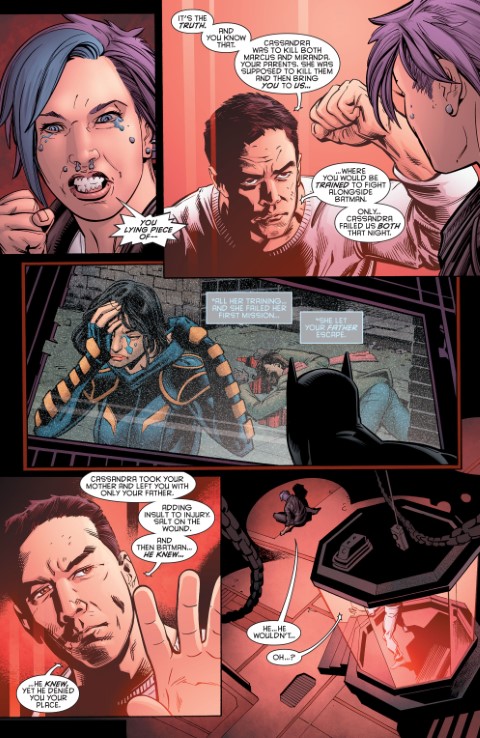 IT'S THE
TRUTH.
AND
YOU KNOW
THAT.
CASSANDRA
WAS TO KILL BOTH
MARCUS AND MIRANDA.
YOUR PARENTS. SHE WAS
SUPPOSED TO KILL THEM
AND THEN BRING
YOU TO US...
YOU
LYING PIECE
OF--
...WHERE
YOU WOULD BE
TRAINED TO FIGHT
ALONGSIDE
BATMAN.
ONLY...
CASSANDRA
FAILED US BOTH
THAT NIGHT.
"ALL HER TRAINING...
AND SHE FAILED HER
FIRST MISSION...
"SHE LET
YOUR FATHER
ESCAPE.
CASSANDRA TOOK YOUR
MOTHER AND LEFT YOU WITH
ONLY YOUR FATHER.
ADDING
INSULT TO INJURY.
SALT ON
THE WOUND.
AND
THEN BATMAN...
HE KNEW...
...HE KNEW,
YET HE DENIED
YOU YOUR
PLACE.
HE...HE
WOULDN'T...
OH...?